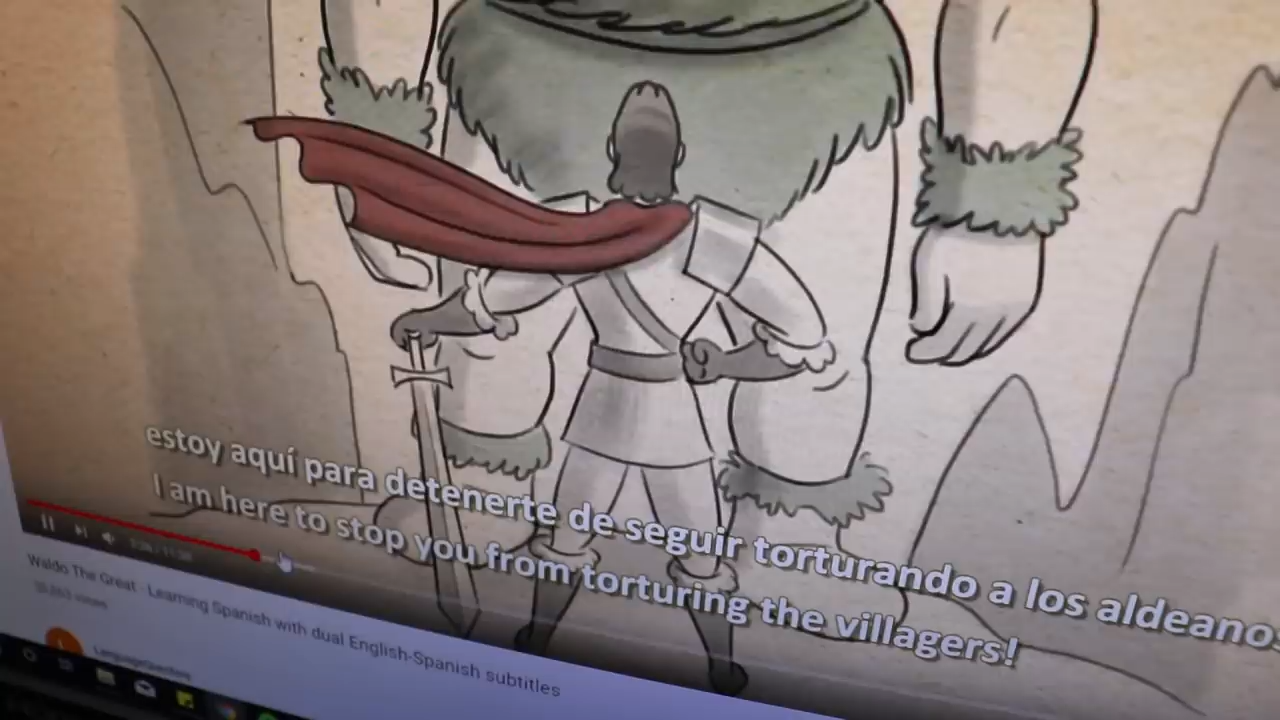 estoy aquí para detenerte de seguir torturando a los aldeanos
I am here to stop you from torturing the villagers!
Waldo The Great - Learning Spanish with dual English-Spanish subtitles
views